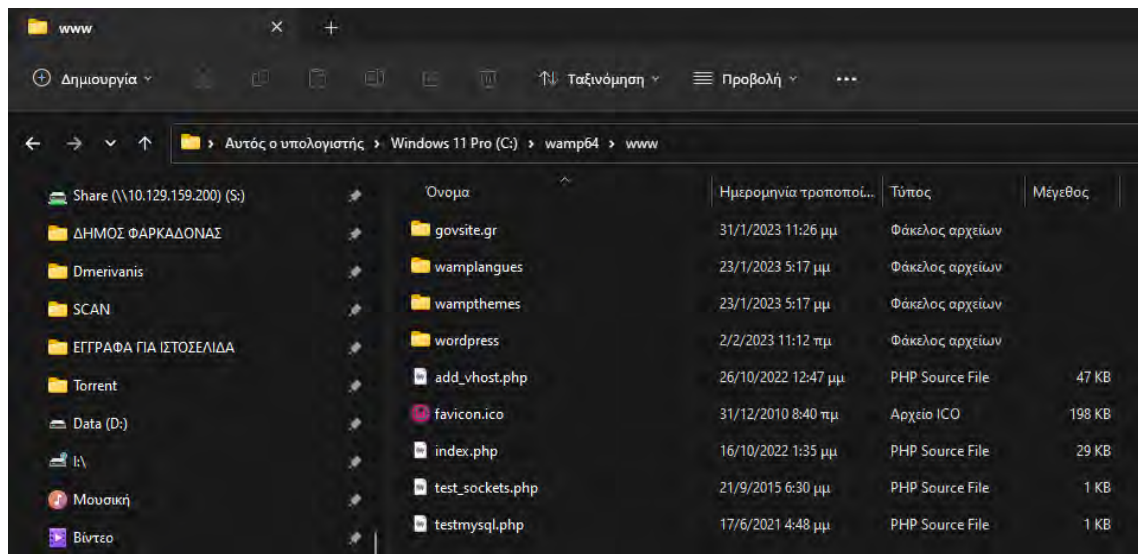 www
Δημιουργία
Ταξινόμηση
Προβολή
Αυτός ο υπολογιστής › Windows 11 Pro (C:) › wamp64 › www
Όνομα Ημερομηνία τροποποί... Τύπος Μέγεθος
Share (\\10.129.159.200) (S:)
ΔΗΜΟΣ ΦΑΡΚΑΔΟΝΑΣ
Dmerivanis
SCAN
ΕΓΓΡΑΦΑ ΓΙΑ ΙΣΤΟΣΕΛΙΔΑ
Torrent
Data (D:)
I:\
Μουσική
Βίντεο
govsite.gr 31/1/2023 11:26 μμ Φάκελος αρχείων
wamplangues 23/1/2023 5:17 μμ Φάκελος αρχείων
wampthemes 23/1/2023 5:17 μμ Φάκελος αρχείων
wordpress 2/2/2023 11:12 πμ Φάκελος αρχείων
add_vhost.php 26/10/2022 12:47 μμ PHP Source File 47 KB
favicon.ico 31/12/2010 8:40 πμ Αρχείο ICO 198 KB
index.php 16/10/2022 1:35 μμ PHP Source File 29 KB
test_sockets.php 21/9/2015 6:30 μμ PHP Source File 1 KB
testmysql.php 17/6/2021 4:48 μμ PHP Source File 1 KB